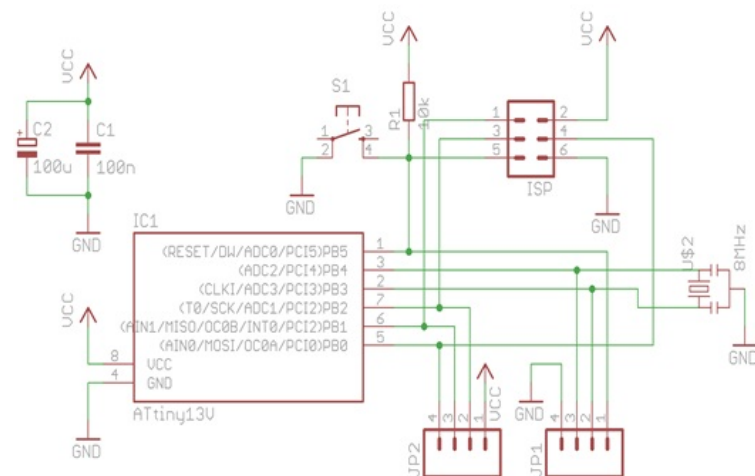 VCC
VCC
VCC
S1
R1
10k
1
3
2
4
1
2
3
4
5
6
ISP
+
C2
100u
C1
100n
GND
GND
GND
IC1
(RESET/DW/ADC0/PCI5)PB5
1
(ADC2/PCI4)PB4
3
(CLKI/ADC3/PCI3)PB3
2
(T0/SCK/ADC1/PCI2)PB2
7
(AIN1/MISO/OC0B/INT0/PCI2)PB1
6
(AIN0/MOSI/OC0A/PCI0)PB0
5
U$2
8MHz
GND
VCC
8
VCC
4
GND
GND
ATtiny13V
VCC
GND
JP2
4
3
2
1
JP1
4
3
2
1